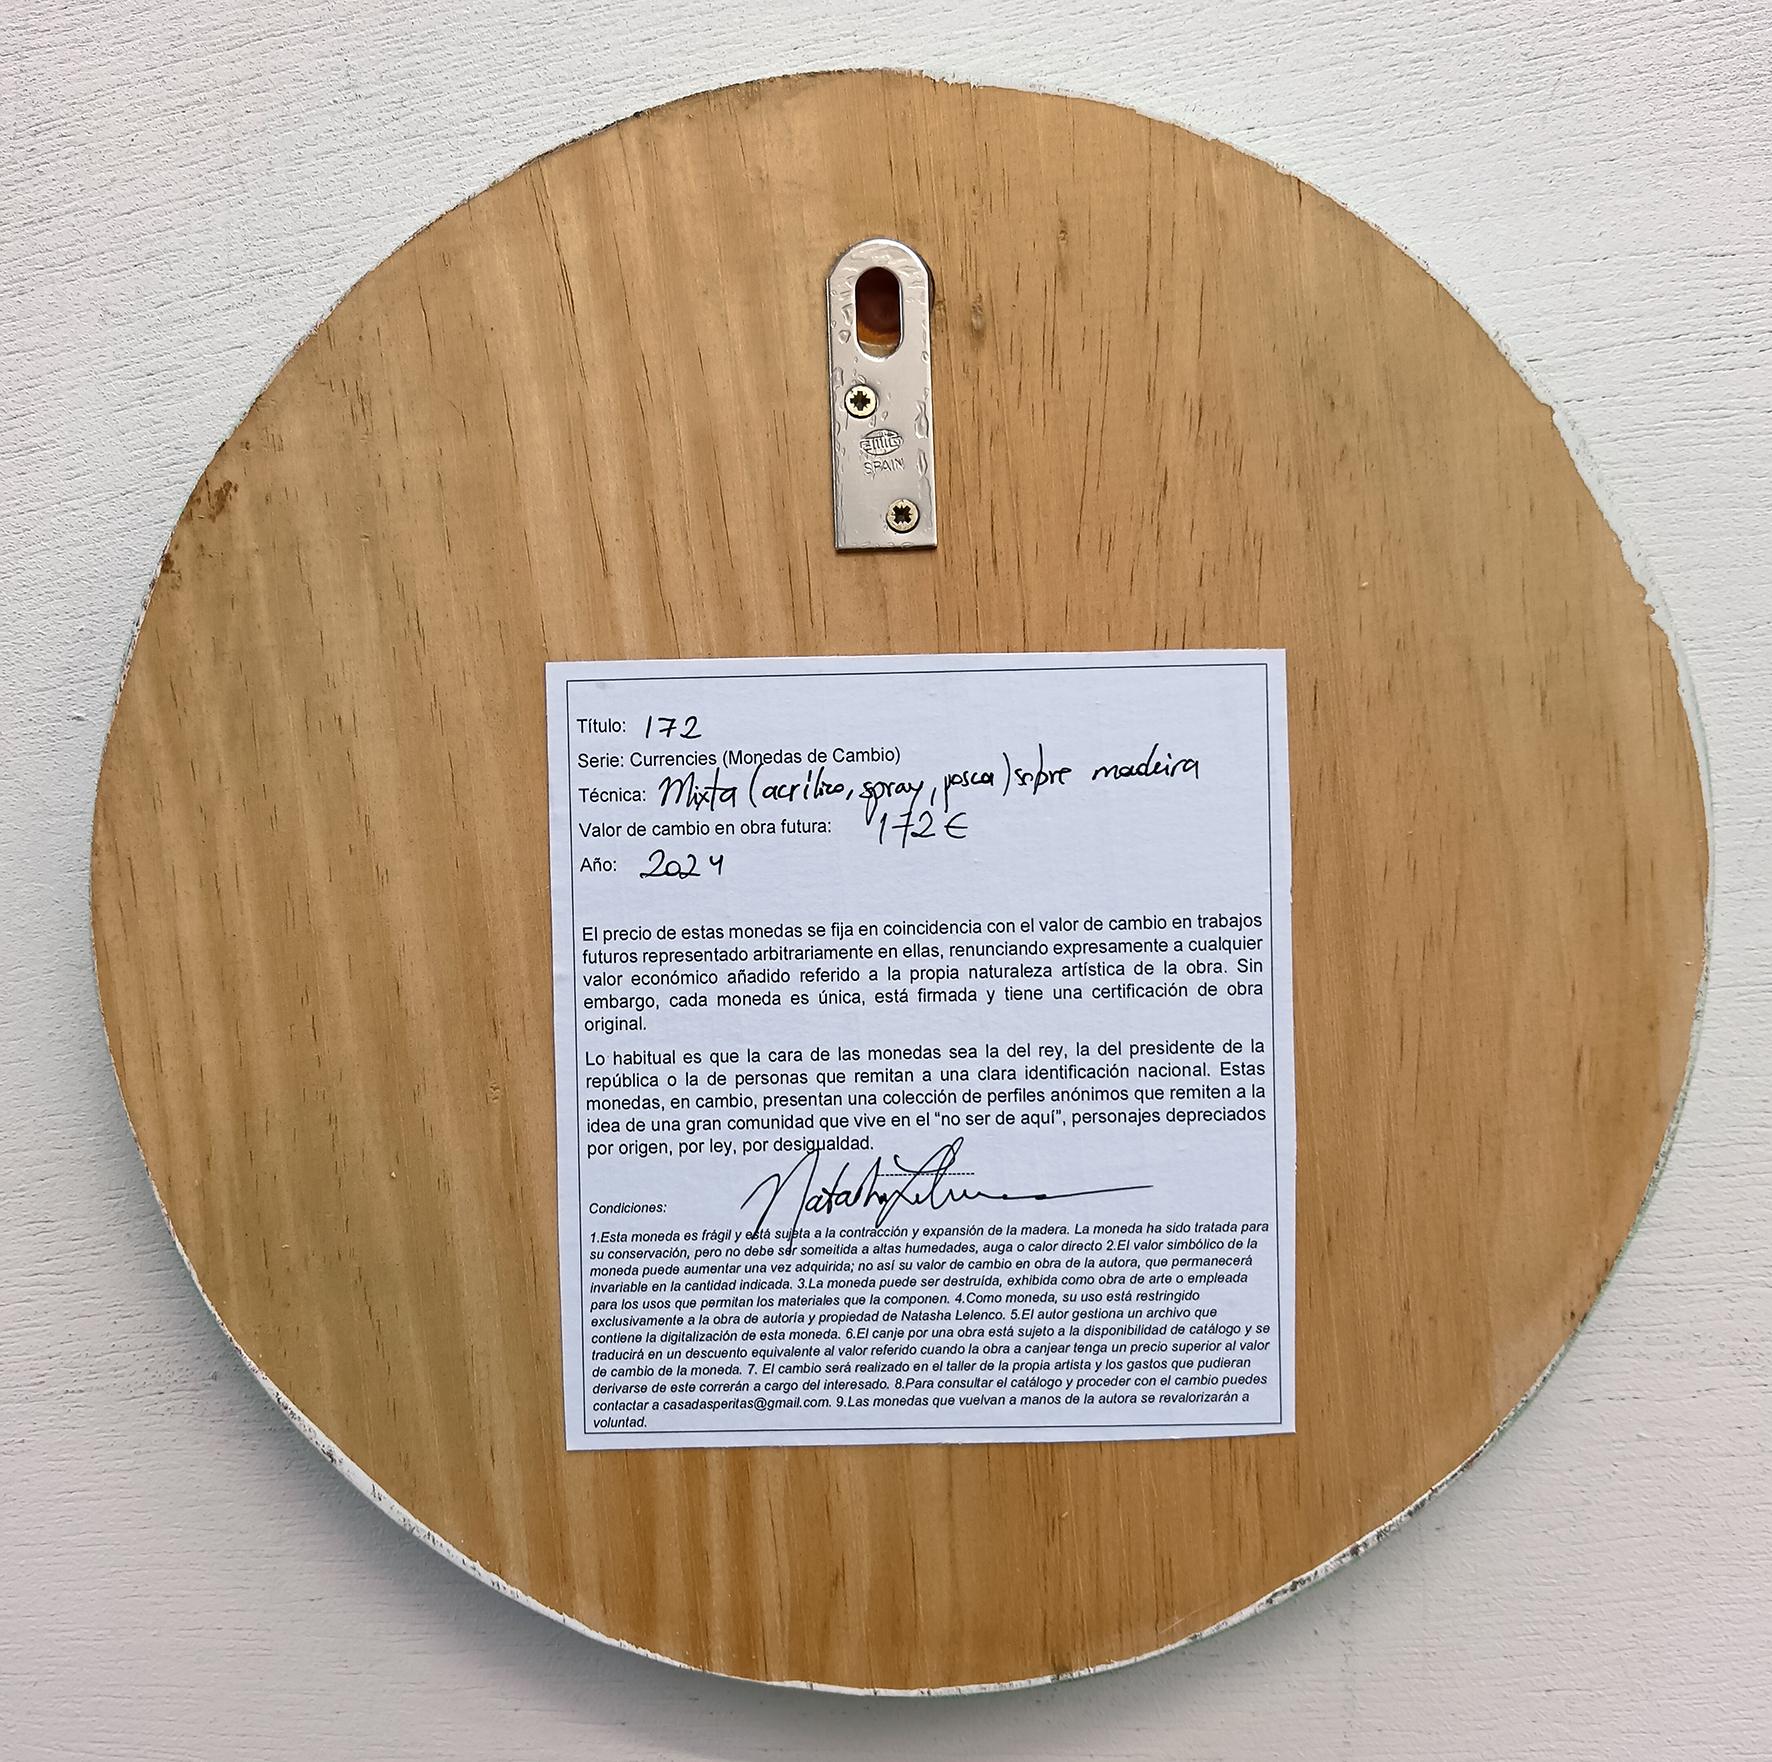 EMIG
SPAIN
Título: 172
Serie: Currencies (Monedas de Cambio)
Técnica: Mixta (acrílico, spray, posca) sobre madeira
Valor de cambio en obra futura: 172 €
Año: 2024
El precio de estas monedas se fija en coincidencia con el valor de cambio en trabajos
futuros representado arbitrariamente en ellas, renunciando expresamente a cualquier
valor económico añadido referido a la propia naturaleza artística de la obra. Sin
embargo, cada moneda es única, está firmada y tiene una certificación de obra
original.
Lo habitual es que la cara de las monedas sea la del rey, la del presidente de la
república o la de personas que remitan a una clara identificación nacional. Estas
monedas, en cambio, presentan una colección de perfiles anónimos que remiten a la
idea de una gran comunidad que vive en el “no ser de aquí”, personajes depreciados
por origen, por ley, por desigualdad.
Natasha Lelenco
Condiciones:
1.Esta moneda es frágil y está sujeta a la contracción y expansión de la madera. La moneda ha sido tratada para
su conservación, pero no debe ser someitida a altas humedades, auga o calor directo 2.El valor simbólico de la
moneda puede aumentar una vez adquirida; no así su valor de cambio en obra de la autora, que permanecerá
invariable en la cantidad indicada. 3.La moneda puede ser destruída, exhibida como obra de arte o empleada
para los usos que permitan los materiales que la componen. 4.Como moneda, su uso está restringido
exclusivamente a la obra de autoría y propiedad de Natasha Lelenco. 5.El autor gestiona un archivo que
contiene la digitalización de esta moneda. 6.El canje por una obra está sujeto a la disponibilidad de catálogo y se
traducirá en un descuento equivalente al valor referido cuando la obra a canjear tenga un precio superior al valor
de cambio de la moneda. 7. El cambio será realizado en el taller de la propia artista y los gastos que pudieran
derivarse de este correrán a cargo del interesado. 8.Para consultar el catálogo y proceder con el cambio puedes
contactar a casadasperitas@gmail.com. 9.Las monedas que vuelvan a manos de la autora se revalorizarán a
voluntad.